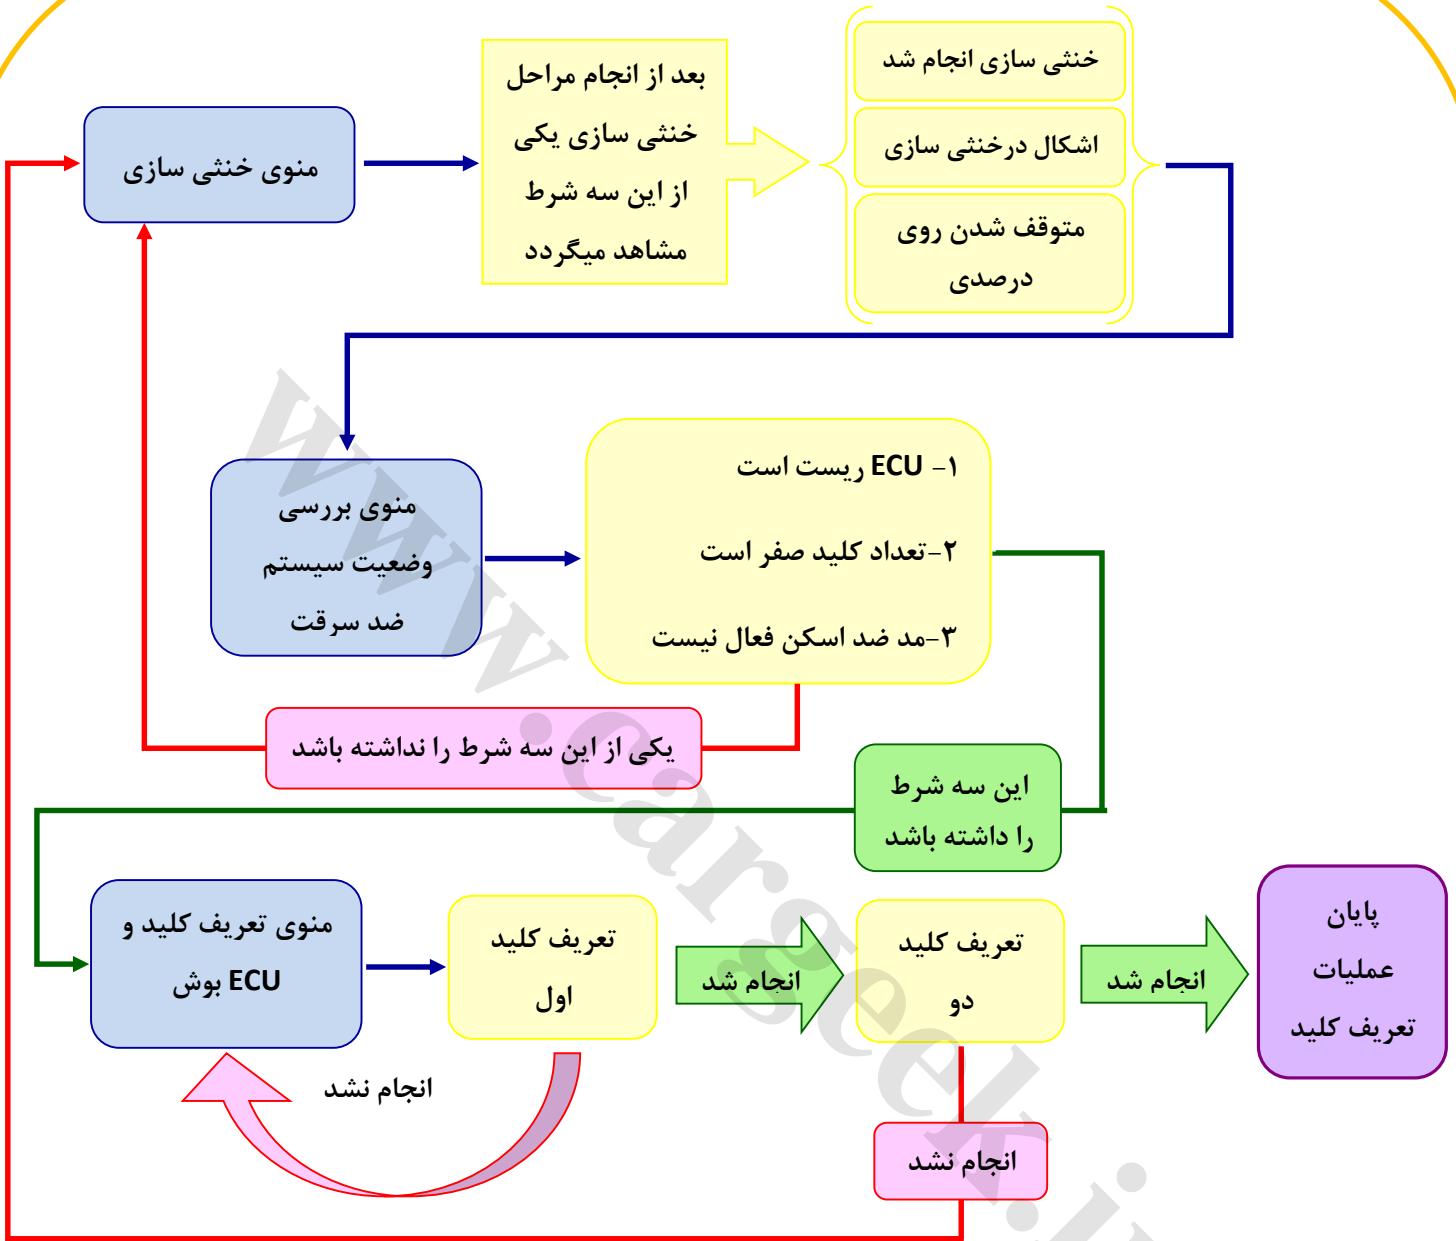 منوی خنثی سازی
بعد از انجام مراحل
خنثی سازی یکی
از این سه شرط
مشاهد میگردد
خنثی سازی انجام شد
اشکال درخنثی سازی
متوقف شدن روی
درصدی
منوی بررسی
وضعیت سیستم
ضد سرقت
۱- ECU ریست است
۲-تعداد کلید صفر است
۳-مد ضد اسکن فعال نیست
یکی از این سه شرط را نداشته باشد
این سه شرط
را داشته باشد
منوی تعریف کلید و
ECU بوش
تعریف کلید
اول
انجام شد
تعریف کلید
دو
انجام شد
پایان
عملیات
تعریف کلید
انجام نشد
انجام نشد
www.cargeek.ir